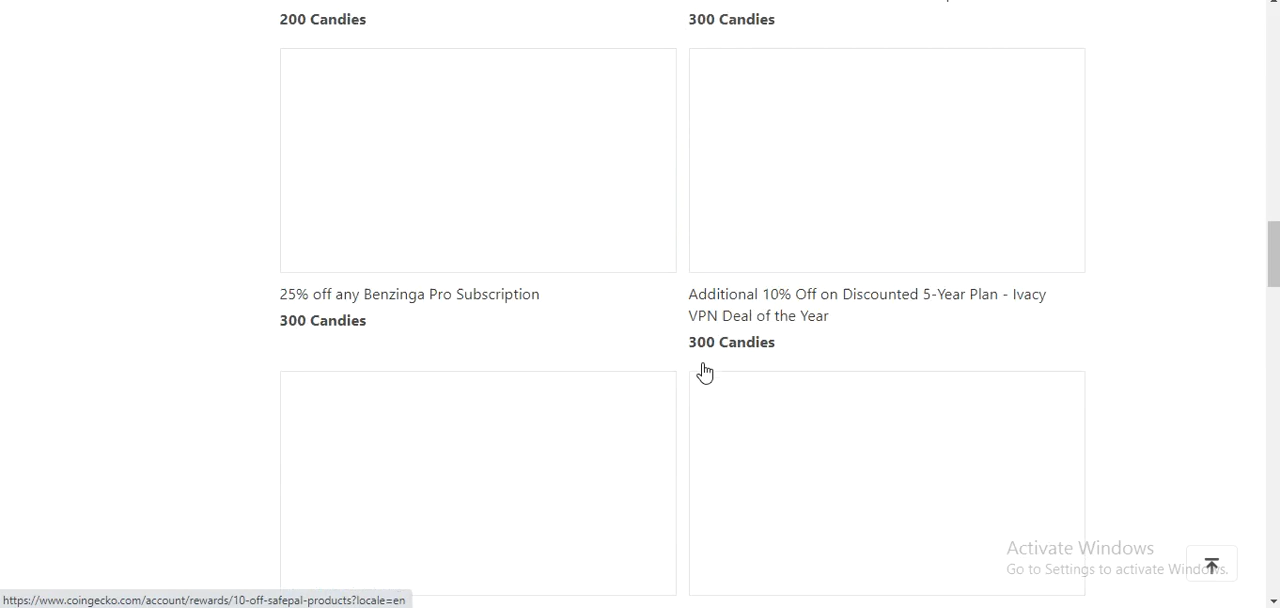 200 Candies
300 Candies
25% off any Benzinga Pro Subscription
300 Candies
Additional 10% Off on Discounted 5-Year Plan - Ivacy
VPN Deal of the Year
300 Candies
Activate Windows
Go to Settings to activate Windows.
https://www.coingecko.com/account/rewards/10-off-safepal-products?locale=en